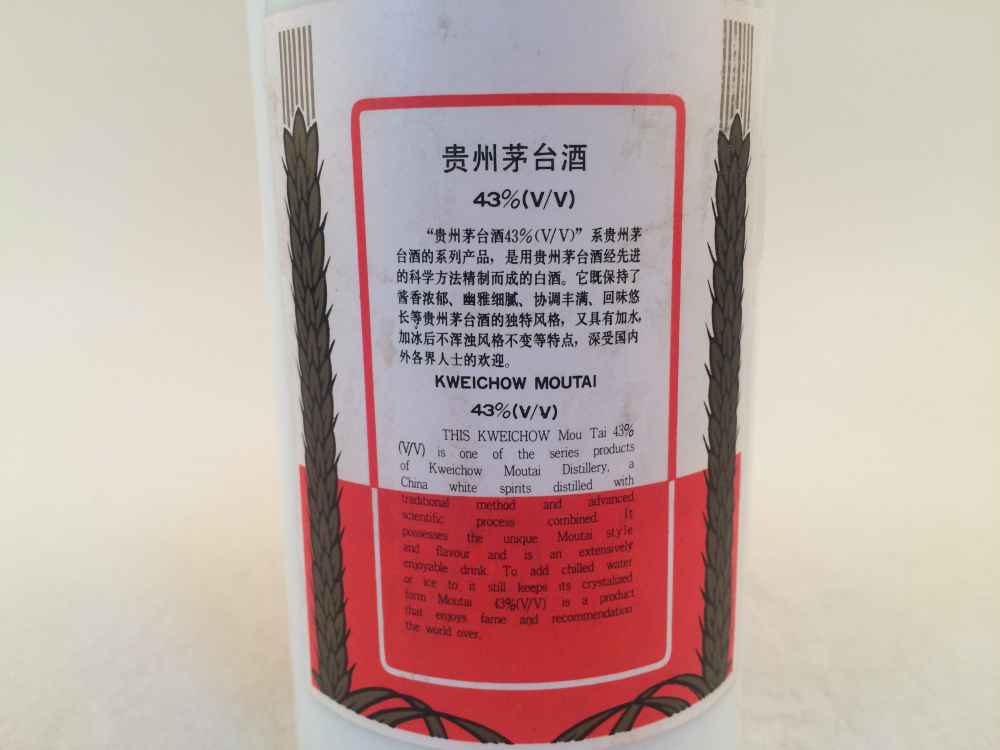 贵州茅台酒
43%(V/V)
“贵州茅台酒43%(V/V)”系贵州茅
台酒的系列产品，是用贵州茅台酒经先进
的科学方法精制而成的白酒。它既保持了
酱香浓郁、幽雅细腻、协调丰满、回味悠
长等贵州茅台酒的独特风格，又具有加水，
加冰后不浑浊风格不变等特点，深受国内
外各界人士的欢迎。
KWEICHOW MOUTAI
43%(V/V)
THIS KWEICHOW Mou Tai 43%
(V/V) is one of the series products
of Kweichow Moutai Distillery, a
China white spirits distilled with
traditional method and advanced
scientific process combined. It
possesses the unique Moutai style
and flavour and is an extensively
enjoyable drink. To add chilled water
or ice to it still keeps its crystalized
form Moutai 43%(V/V) is a product
that enjoys fame and recommendation
the world over.